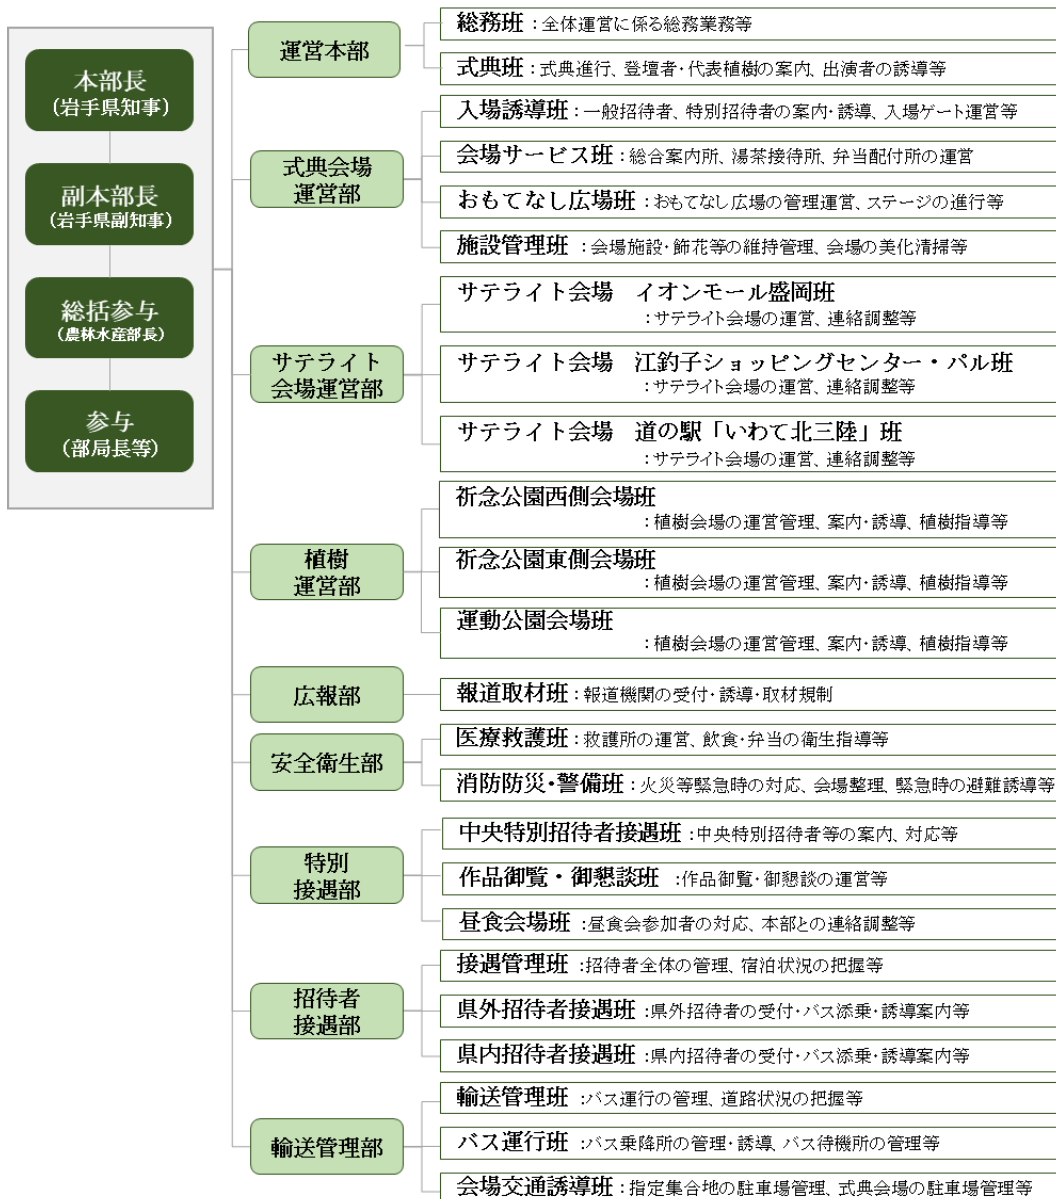 本部長
(岩手県知事)
副本部長
(岩手県副知事)
総括参与
(農林水産部長)
参与
(部局長等)
運営本部
総務班：全体運営に係る総務業務等
式典班：式典進行、登壇者・代表植樹の案内、出演者の誘導等
式典会場
運営部
入場誘導班：一般招待者、特別招待者の案内・誘導、入場ゲート運営等
会場サービス班：総合案内所、湯茶接待所、弁当配付所の運営
おもてなし広場班：おもてなし広場の管理運営、ステージの進行等
施設管理班：会場施設・飾花等の維持管理、会場の美化清掃等
サテライト
会場運営部
サテライト会場　イオンモール盛岡班
：サテライト会場の運営、連絡調整等
サテライト会場　江釣子ショッピングセンター・パル班
：サテライト会場の運営、連絡調整等
サテライト会場　道の駅「いわて北三陸」班
：サテライト会場の運営、連絡調整等
植樹
運営部
祈念公園西側会場班
：植樹会場の運営管理、案内・誘導、植樹指導等
祈念公園東側会場班
：植樹会場の運営管理、案内・誘導、植樹指導等
運動公園会場班
：植樹会場の運営管理、案内・誘導、植樹指導等
広報部
報道取材班：報道機関の受付・誘導・取材規制
安全衛生部
医療救護班：救護所の運営、飲食・弁当の衛生指導等
消防防災・警備班：火災等緊急時の対応、会場整理、緊急時の避難誘導等
特別
接遇部
中央特別招待者接遇班：中央特別招待者等の案内、対応等
作品御覧・御懇談班：作品御覧・御懇談の運営等
昼食会場班：昼食会参加者の対応、本部との連絡調整等
招待者
接遇部
接遇管理班：招待者全体の管理、宿泊状況の把握等
県外招待者接遇班：県外招待者の受付・バス添乗・誘導案内等
県内招待者接遇班：県内招待者の受付・バス添乗・誘導案内等
輸送管理部
輸送管理班：バス運行の管理、道路状況の把握等
バス運行班：バス乗降所の管理・誘導、バス待機所の管理等
会場交通誘導班：指定集合地の駐車場管理、式典会場の駐車場管理等